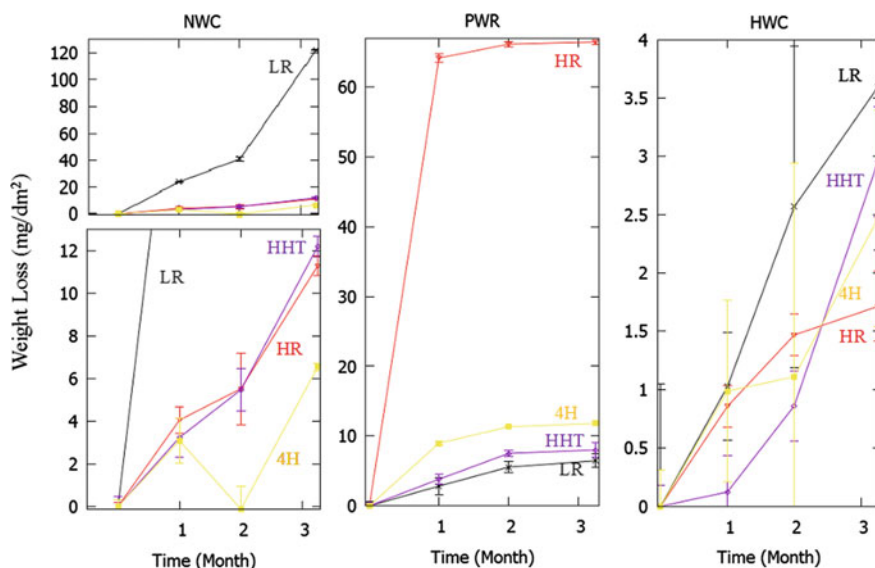 NWC
PWR
HWC
Weight Loss (mg/dm²)
120
100
80
60
40
20
0
LR
12
10
8
6
4
2
0
LR
HHT
HR
4H
1
2
3
Time (Month)
60
50
40
30
20
10
0
HR
4H
HHT
LR
1
2
3
Time (Month)
4
3.5
3
2.5
2
1.5
1
0.5
0
LR
HHT
4H
HR
1
2
3
Time (Month)